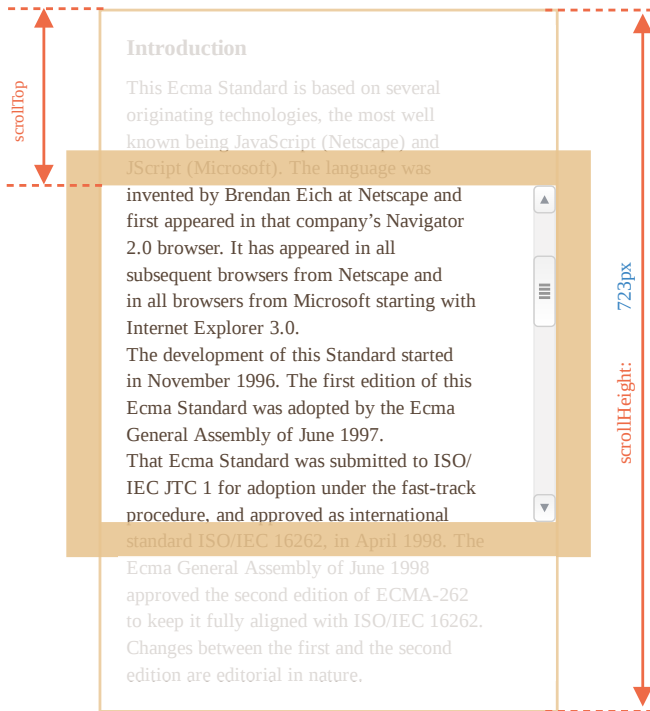 scrollTop
Introduction
This Ecma Standard is based on several
originating technologies, the most well
known being JavaScript (Netscape) and
JScript (Microsoft). The language was
invented by Brendan Eich at Netscape and
first appeared in that company’s Navigator
2.0 browser. It has appeared in all
subsequent browsers from Netscape and
in all browsers from Microsoft starting with
Internet Explorer 3.0.
The development of this Standard started
in November 1996. The first edition of this
Ecma Standard was adopted by the Ecma
General Assembly of June 1997.
That Ecma Standard was submitted to ISO/
IEC JTC 1 for adoption under the fast-track
procedure, and approved as international
standard ISO/IEC 16262, in April 1998. The
Ecma General Assembly of June 1998
approved the second edition of ECMA-262
to keep it fully aligned with ISO/IEC 16262.
Changes between the first and the second
edition are editorial in nature.
scrollHeight: 723px